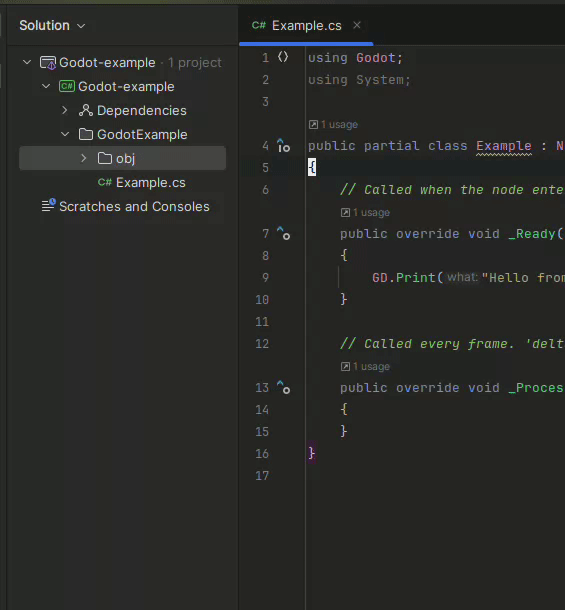 Solution
Godot-example · 1 project
C# Godot-example
Dependencies
GodotExample
obj
C# Example.cs
Scratches and Consoles
C# Example.cs
1 using Godot;
2 using System;
3
1 usage
4 public partial class Example : N
5 {
6 // Called when the node ente
1 usage
7 public override void _Ready(
8 {
9 GD.Print( what: "Hello from
10 }
11
12 // Called every frame. 'delt
1 usage
13 public override void _Proces
14 {
15 }
16 }
17